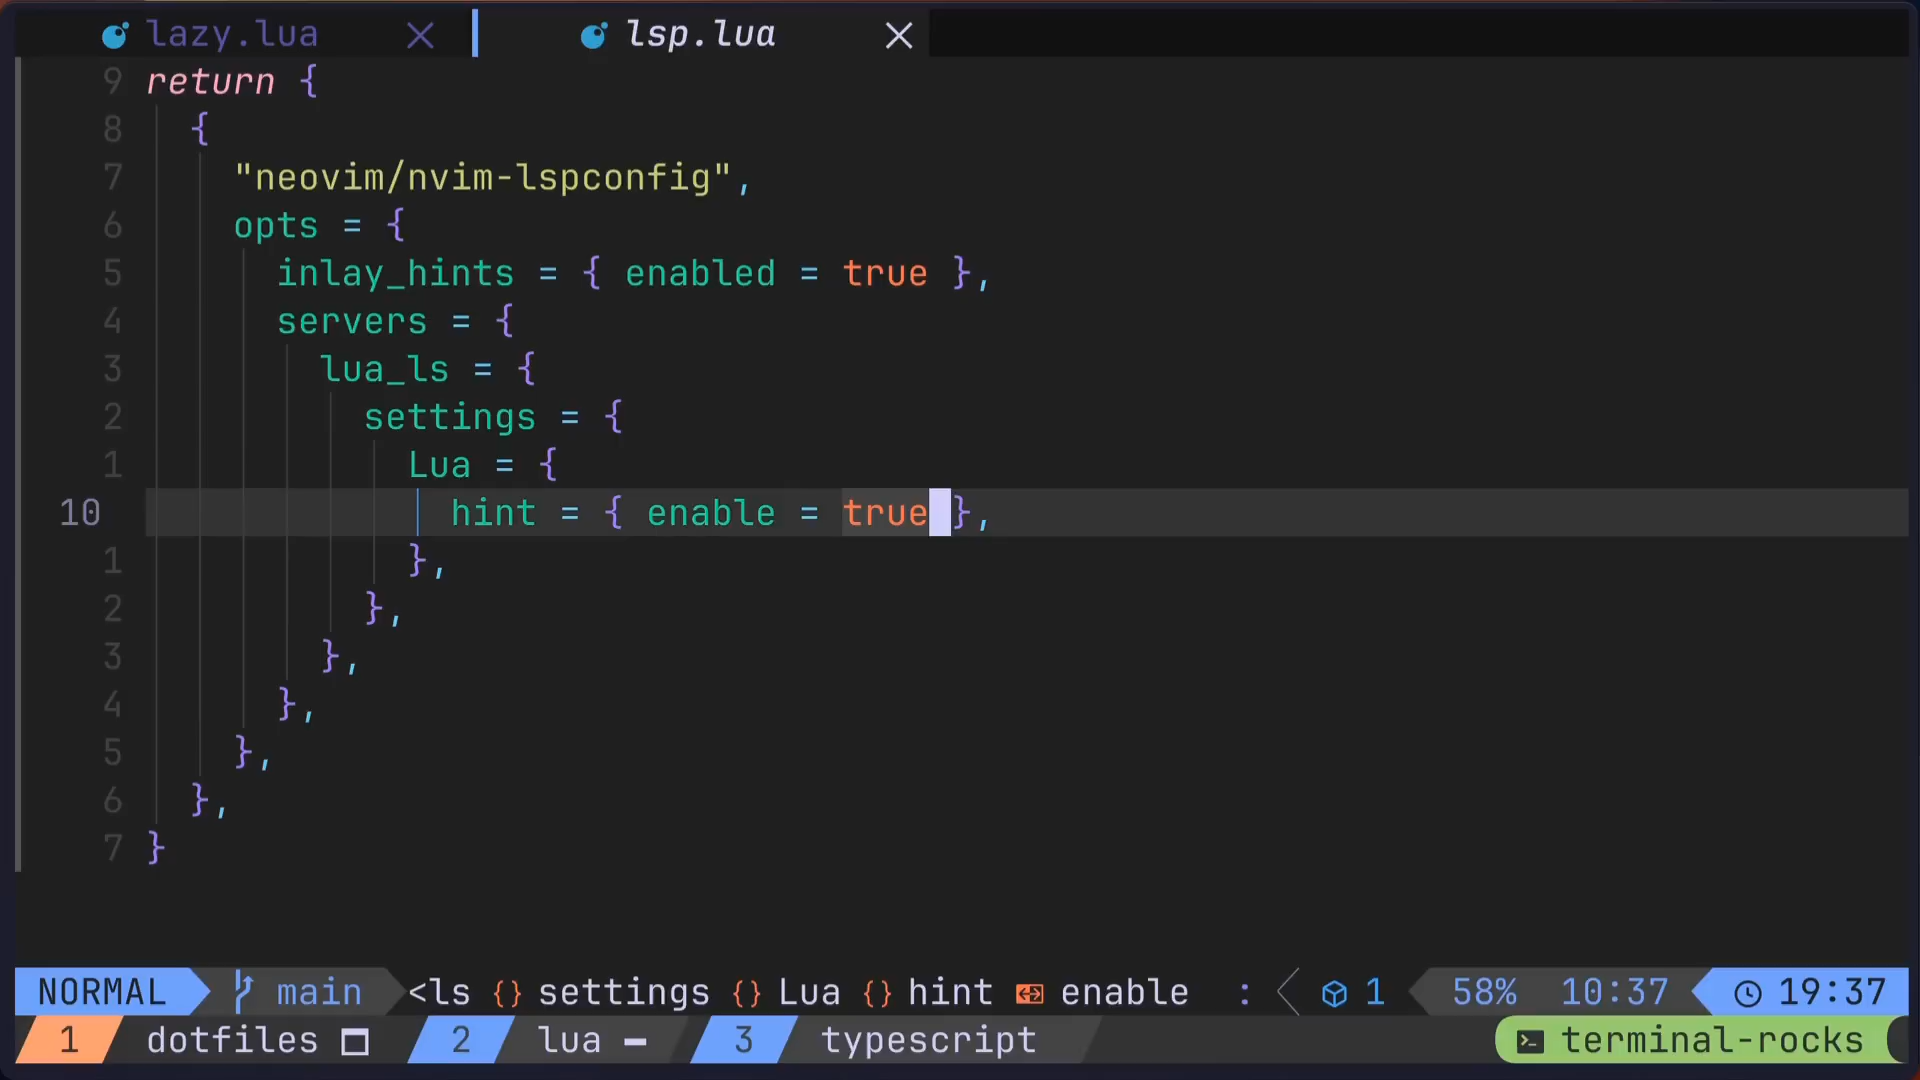 lazy.lua lsp.lua
9 return {
8 {
7 "neovim/nvim-lspconfig",
6 opts = {
5 inlay_hints = { enabled = true },
4 servers = {
3 lua_ls = {
2 settings = {
1 Lua = {
10 hint = { enable = true },
1 },
2 },
3 },
4 },
5 },
6 },
7 }
NORMAL main <ls {} settings {} Lua {} hint enable : 1 58% 10:37 19:37
1 dotfiles 2 lua 3 typescript terminal-rocks